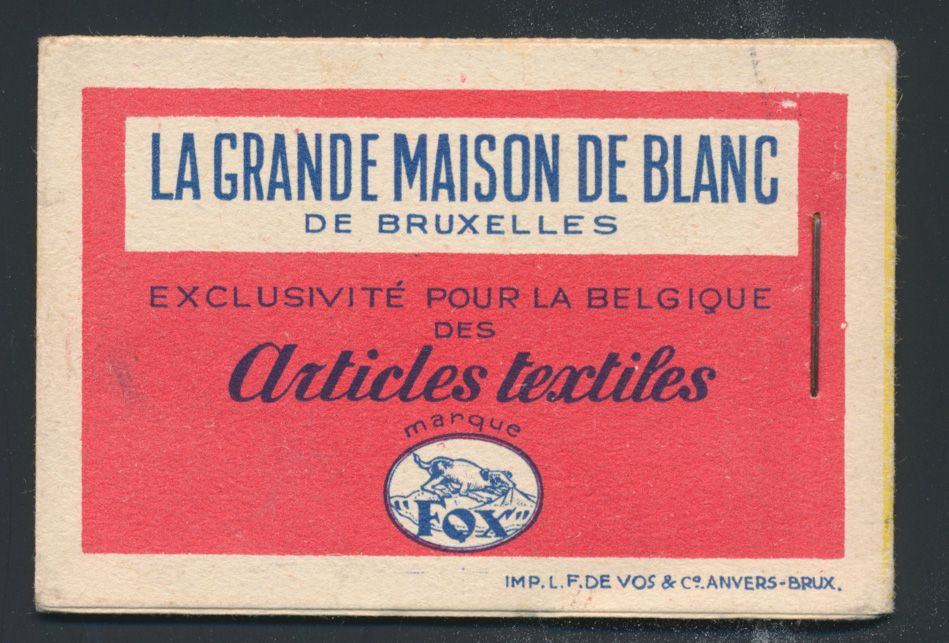 LA GRANDE MAISON DE BLANC
DE BRUXELLES
EXCLUSIVITÉ POUR LA BELGIQUE
DES
Articles textiles
marque
"FOX"
IMP. L. F. DE VOS & Cº. ANVERS-BRUX.